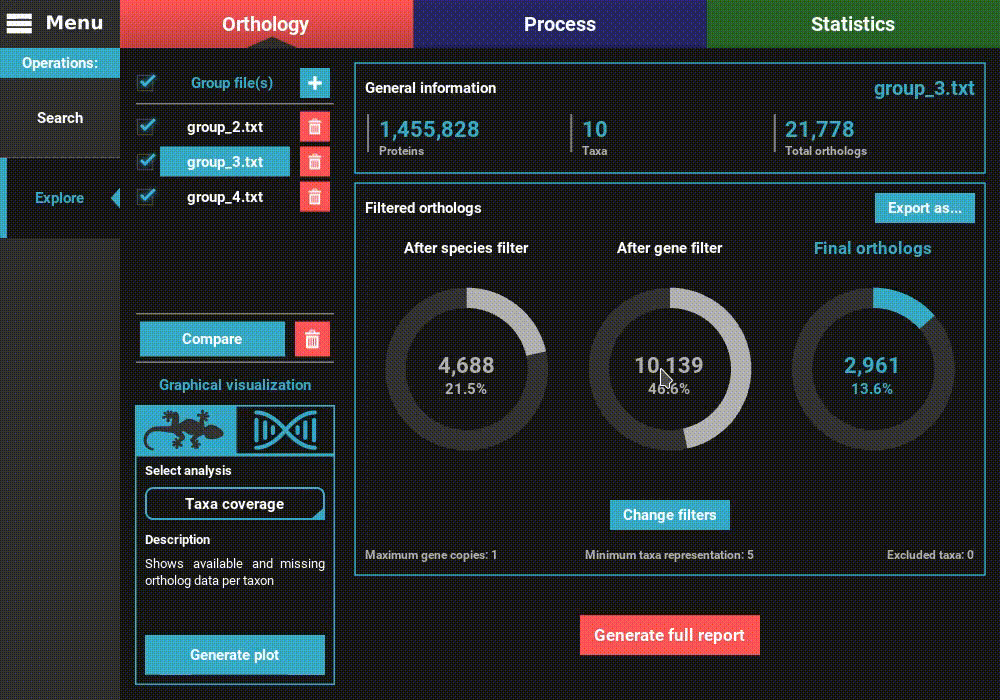 Menu
Orthology
Process
Statistics
Operations:
Search
Explore
Group file(s)
group_2.txt
group_3.txt
group_4.txt
Compare
Graphical visualization
Select analysis
Taxa coverage
Description
Shows available and missing
ortholog data per taxon
Generate plot
General information
group_3.txt
1,455,828
Proteins
10
Taxa
21,778
Total orthologs
Filtered orthologs
Export as...
After species filter
After gene filter
Final orthologs
4,688
21.5%
10,139
46.6%
2,961
13.6%
Change filters
Maximum gene copies: 1
Minimum taxa representation: 5
Excluded taxa: 0
Generate full report